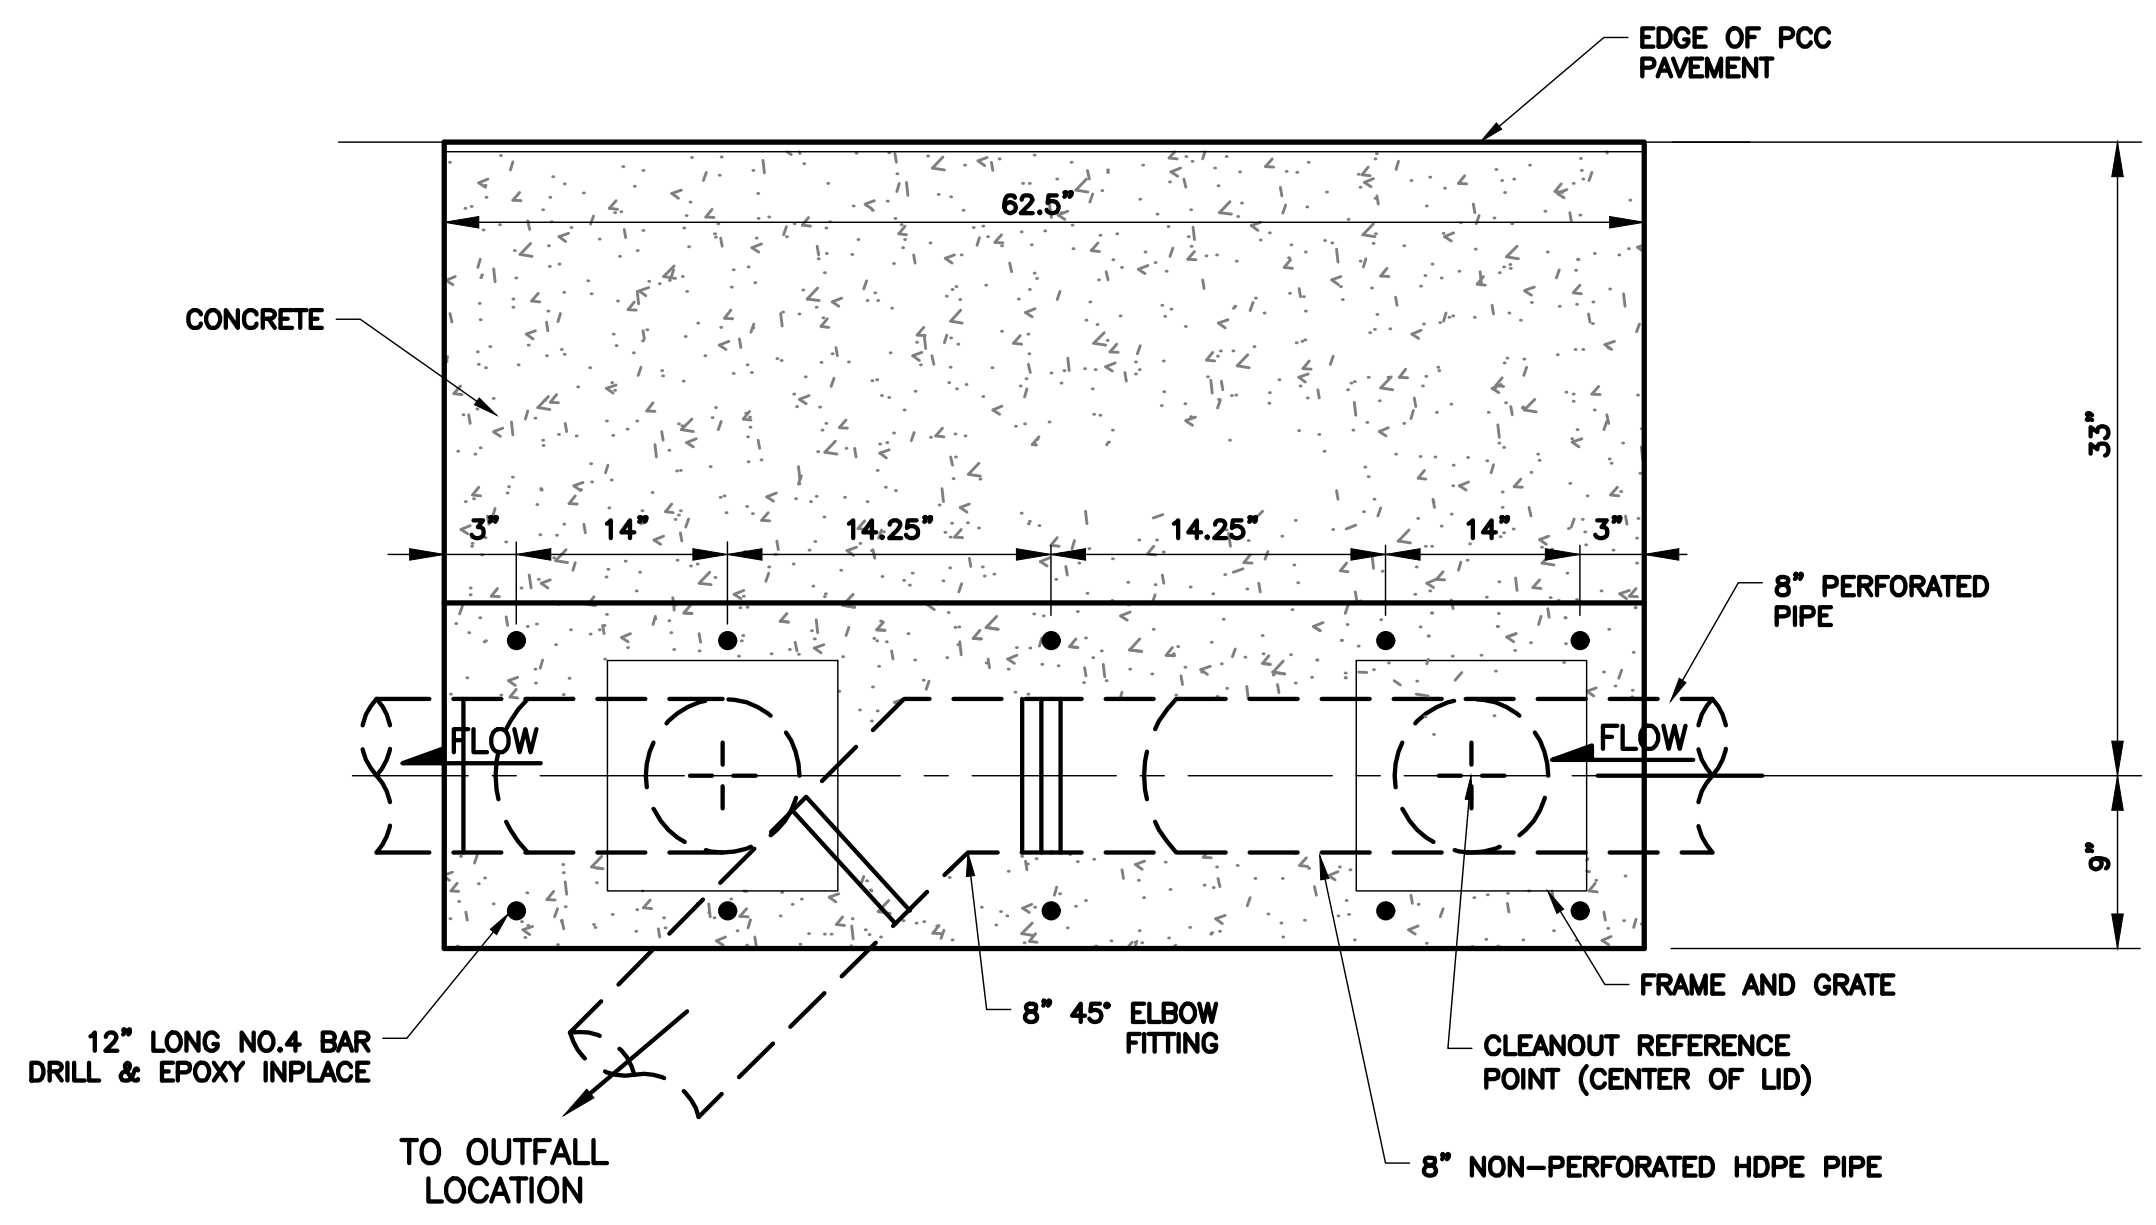 EDGE OF PCC
PAVEMENT
62.5”
CONCRETE
33”
3”
14”
14.25”
14.25”
14”
3”
8” PERFORATED
PIPE
FLOW
FLOW
9”
12” LONG NO.4 BAR
DRILL & EPOXY INPLACE
8” 45° ELBOW
FITTING
FRAME AND GRATE
CLEANOUT REFERENCE
POINT (CENTER OF LID)
TO OUTFALL
LOCATION
8” NON-PERFORATED HDPE PIPE